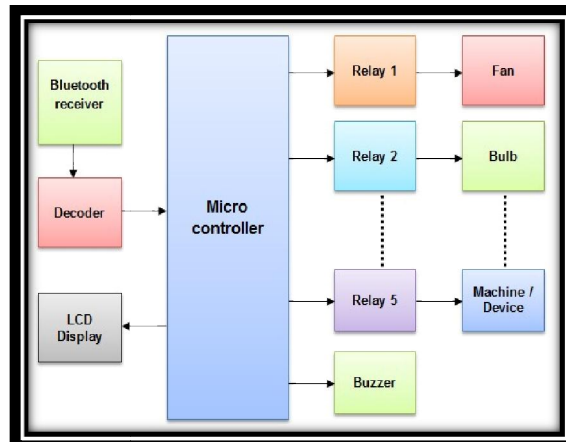 Bluetooth
receiver
Decoder
LCD
Display
Micro
controller
Relay 1
Fan
Relay 2
Bulb
Relay 5
Machine /
Device
Buzzer